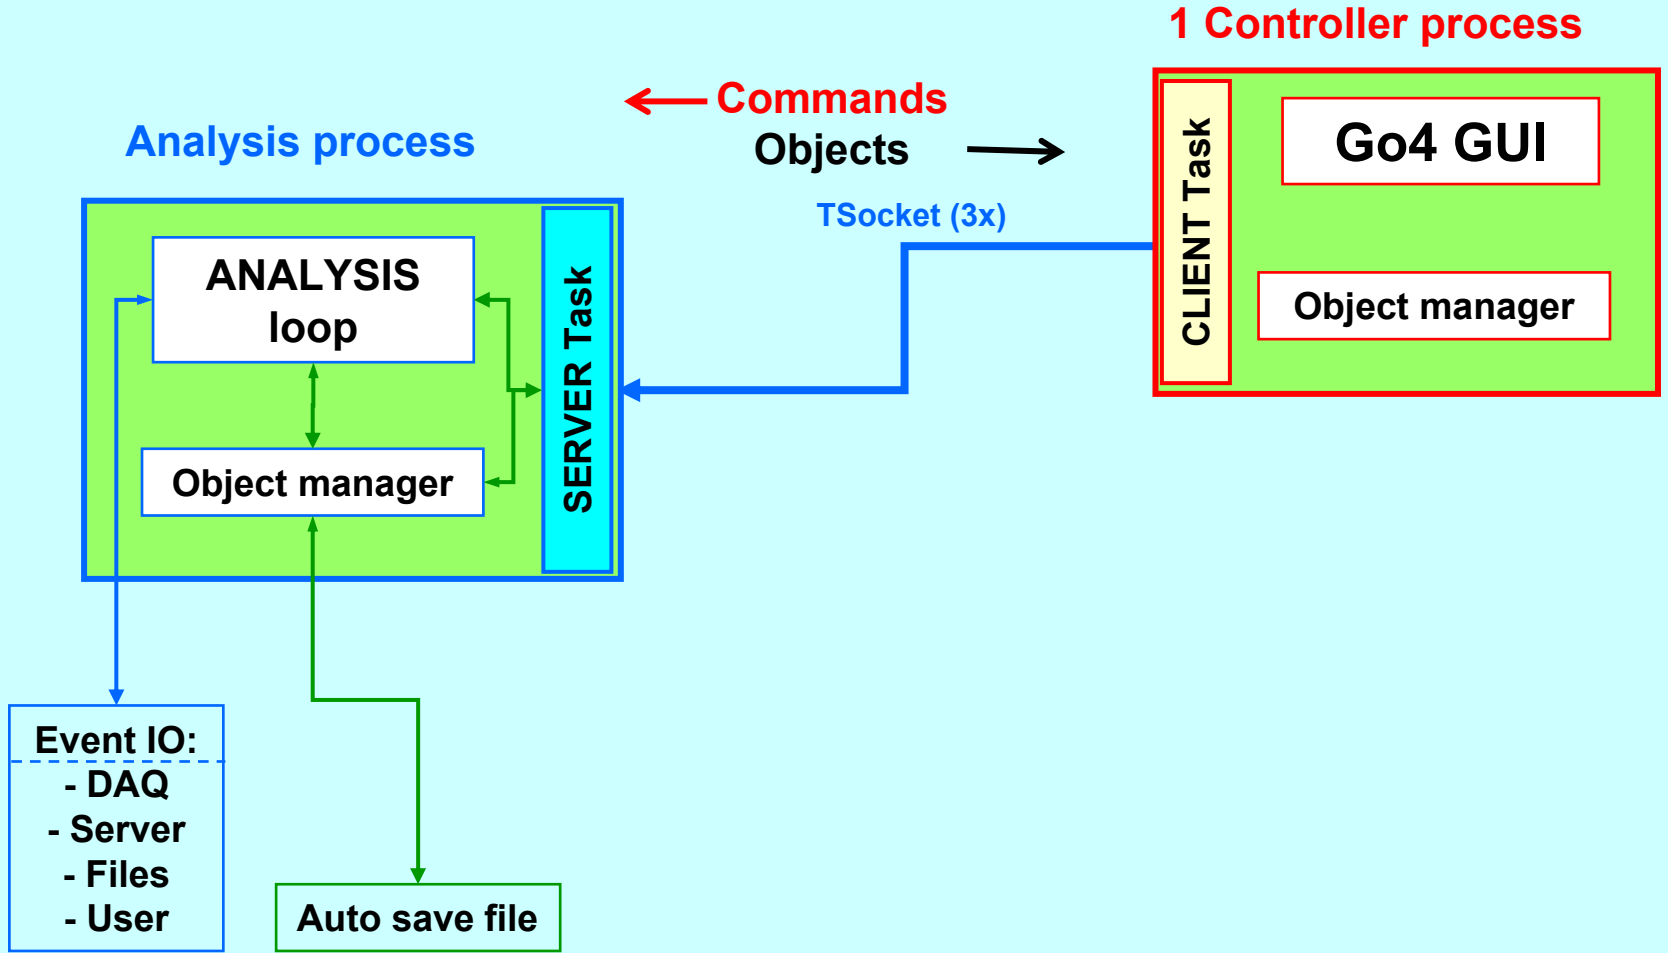 1 Controller process
Commands
Objects
Analysis process
TSocket (3x)
CLIENT Task
Go4 GUI
Object manager
ANALYSIS
loop
SERVER Task
Object manager
Event IO:
- DAQ
- Server
- Files
- User
Auto save file